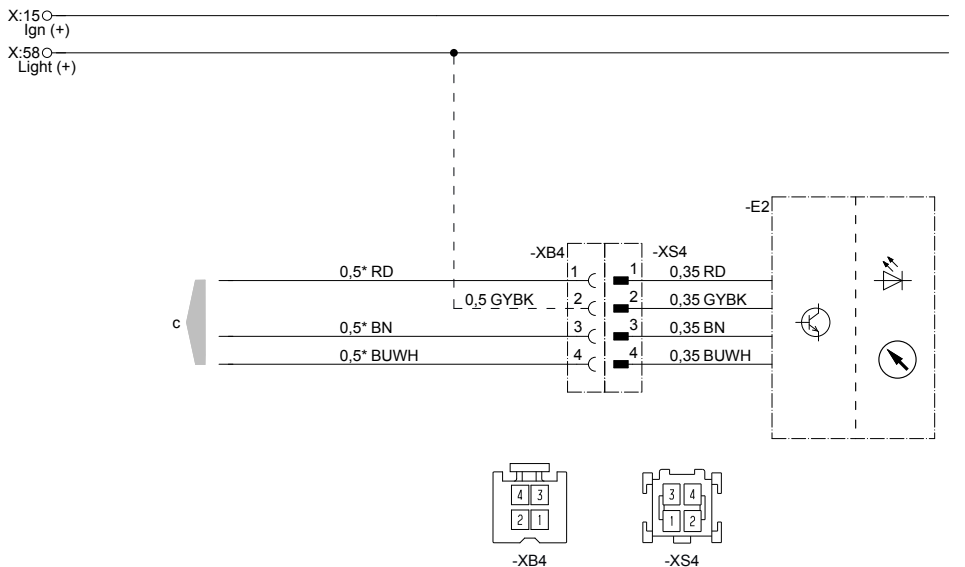 X:15
Ign (+)
X:58
Light (+)
-E2
-XB4 -XS4
0,5* RD 1 1 0,35 RD
0,5 GYBK 2 2 0,35 GYBK
c
0,5* BN 3 3 0,35 BN
0,5* BUWH 4 4 0,35 BUWH
4 3 3 4
2 1 1 2
-XB4 -XS4